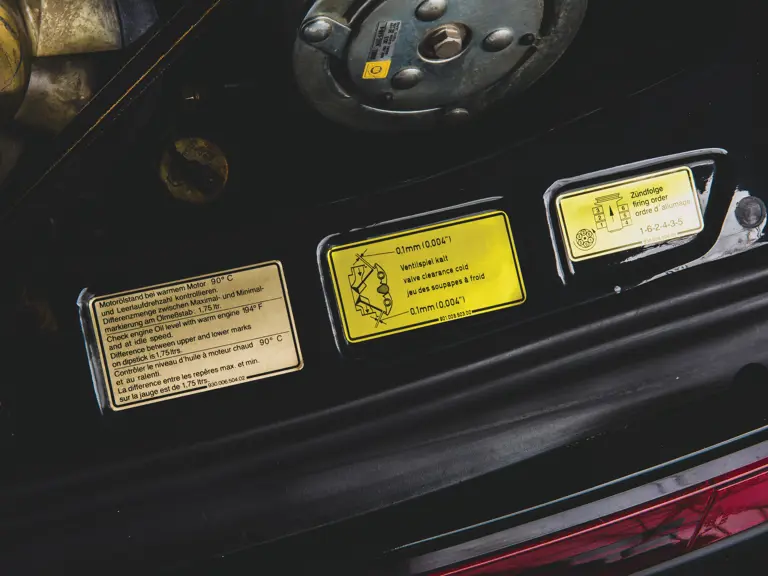 Motorölstand bei warmem Motor 90° C
und Leerlaufdrehzahl kontrollieren.
Differenzmenge zwischen Maximal- und Minimal-
markierung am Ölmeßstab : 1,75 ltr.
Check engine Oil level with warm engine 194° F
and at idle speed.
Difference between upper and lower marks
on dipstick is 1.75 ltrs.
Contrôler le niveau d'huile à moteur chaud 90° C
et au ralenti.
La différence entre les repères max. et min.
sur la jauge est de 1,75 ltrs.
930.006.504.02
0.1mm (0.004")
Ventilspiel kalt
valve clearance cold
jeu des soupapes à froid
0.1mm (0.004")
Zündfolge
firing order
ordre d'allumage
1-6-2-4-3-5